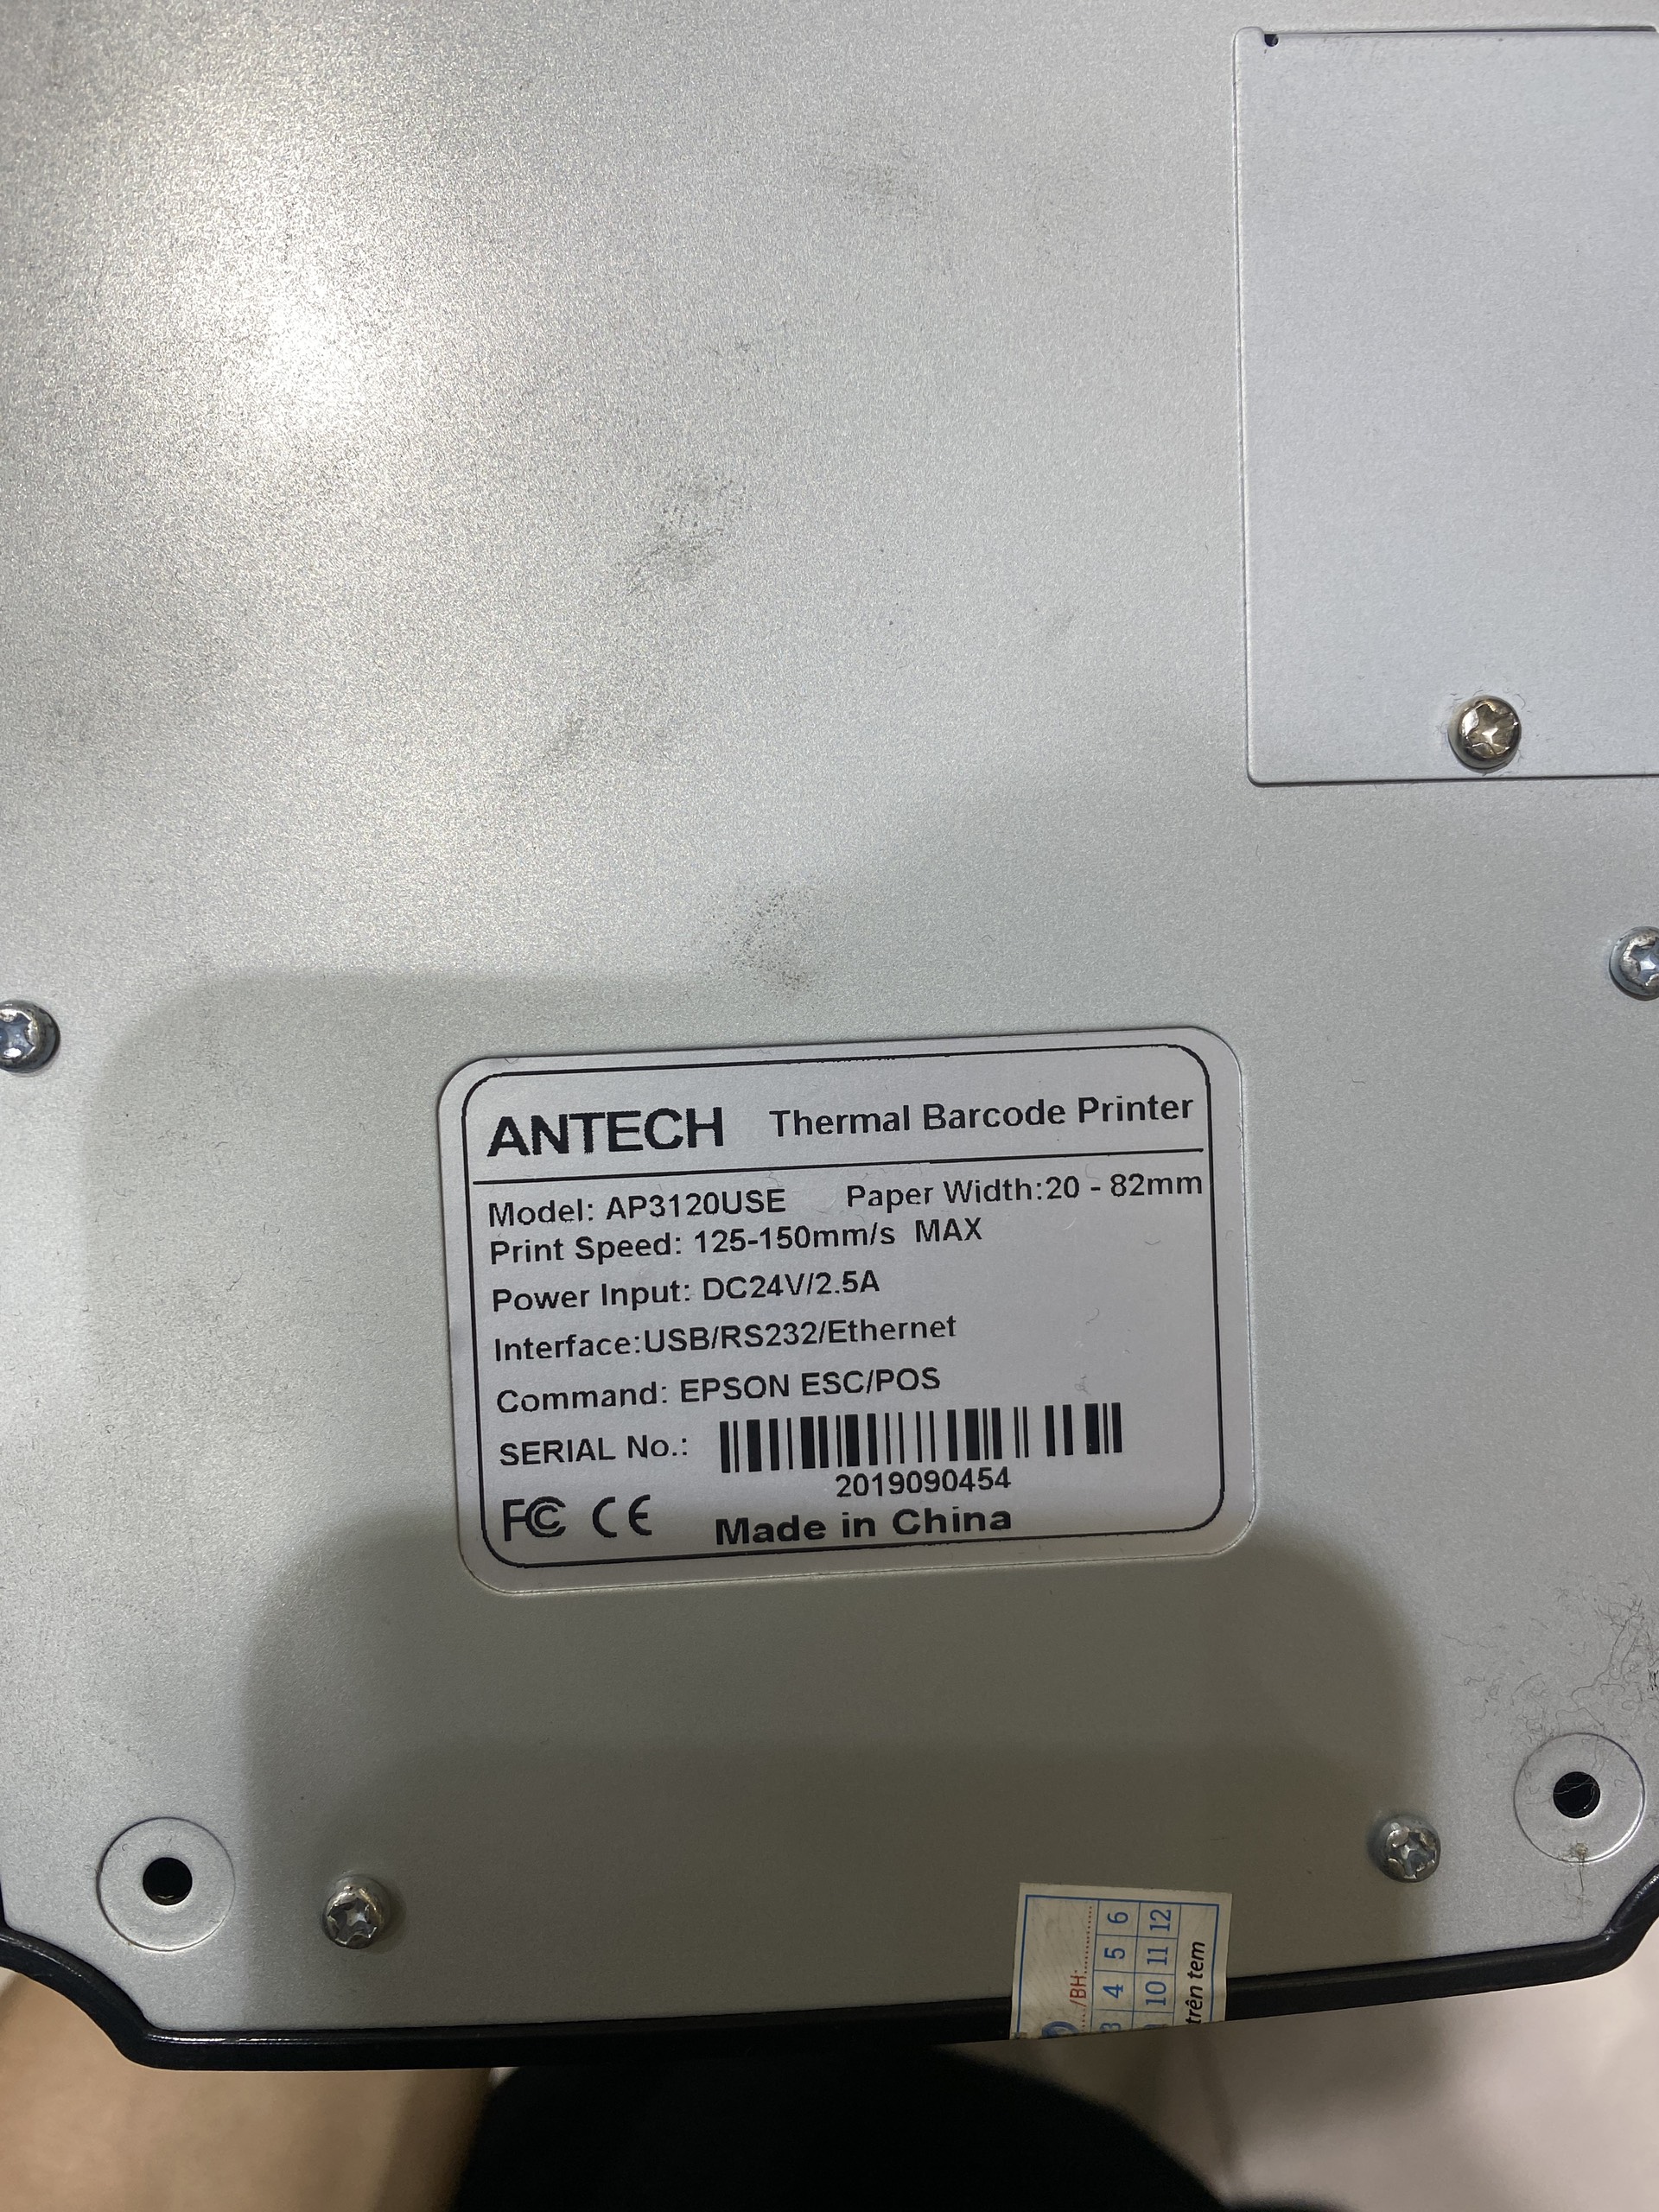 ANTECH Thermal Barcode Printer
Model: AP3120USE Paper Width:20 - 82mm
Print Speed: 125-150mm/s MAX
Power Input: DC24V/2.5A
Interface:USB/RS232/Ethernet
Command: EPSON ESC/POS
SERIAL No.:
2019090454
FC CE Made in China
/BH:
4 5 6
10 11 12
trên tem